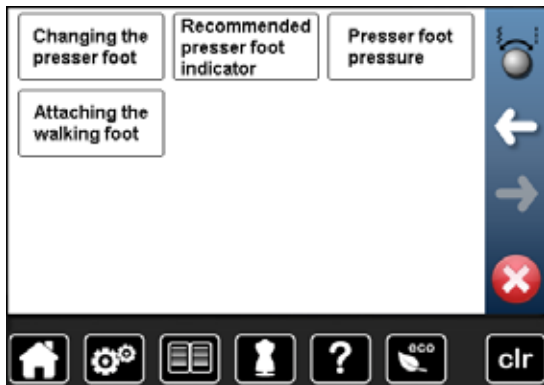 Changing the
presser foot
Recommended
presser foot
indicator
Presser foot
pressure
Attaching the
walking foot
?
eco
clr